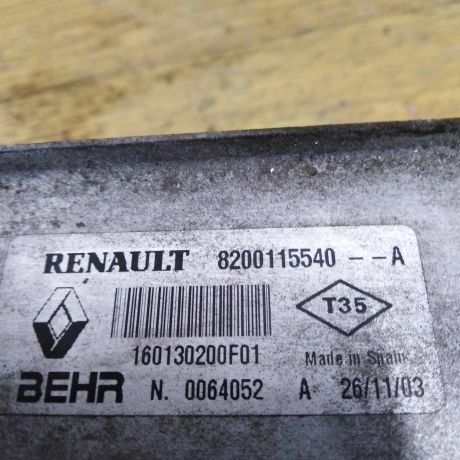 RENAULT 8200115540 --A
T35
160130200F01 Made in Spain
BEHR N. 0064052 A 26/11/03